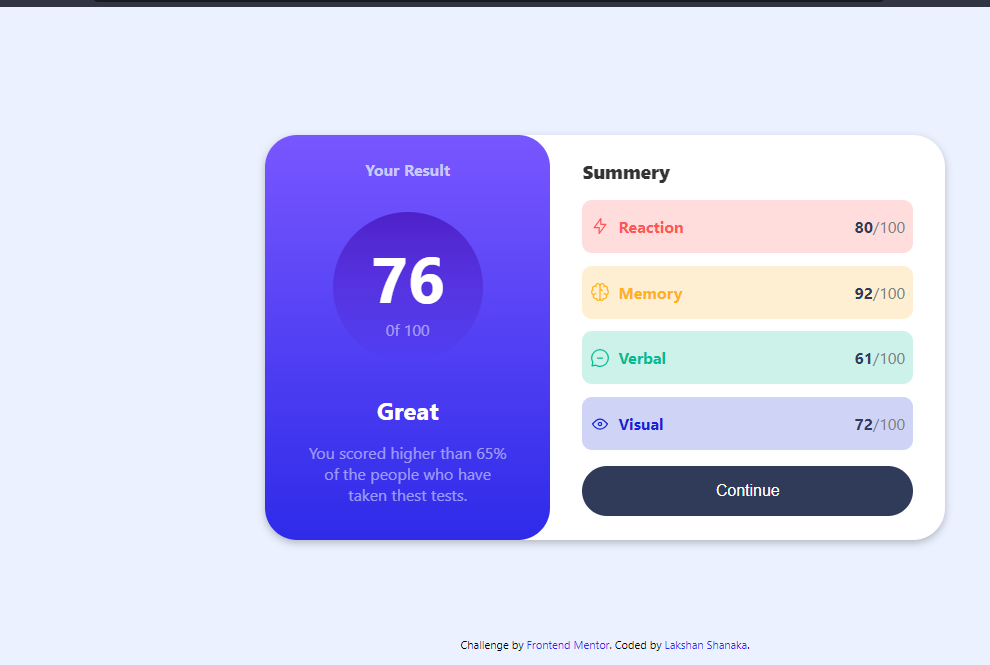 Your Result
76
0f 100
Great
You scored higher than 65%
of the people who have
taken thest tests.
Summery
Reaction 80/100
Memory 92/100
Verbal 61/100
Visual 72/100
Continue
Challenge by Frontend Mentor. Coded by Lakshan Shanaka.